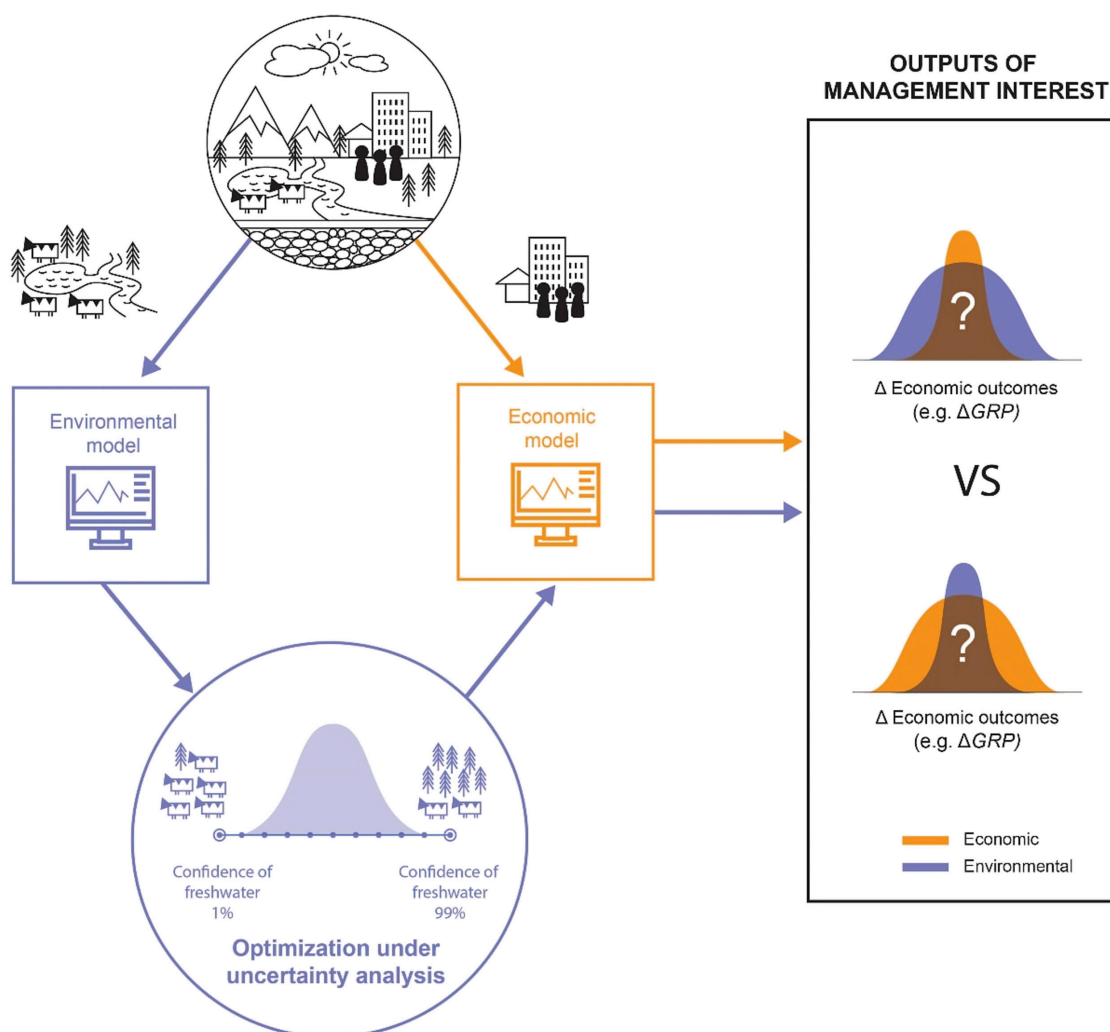 OUTPUTS OF
MANAGEMENT INTEREST
Environmental
model
Economic
model
?
Δ Economic outcomes
(e.g. ΔGRP)
VS
?
Δ Economic outcomes
(e.g. ΔGRP)
Economic
Environmental
Confidence of
freshwater
1%
Confidence of
freshwater
99%
Optimization under
uncertainty analysis